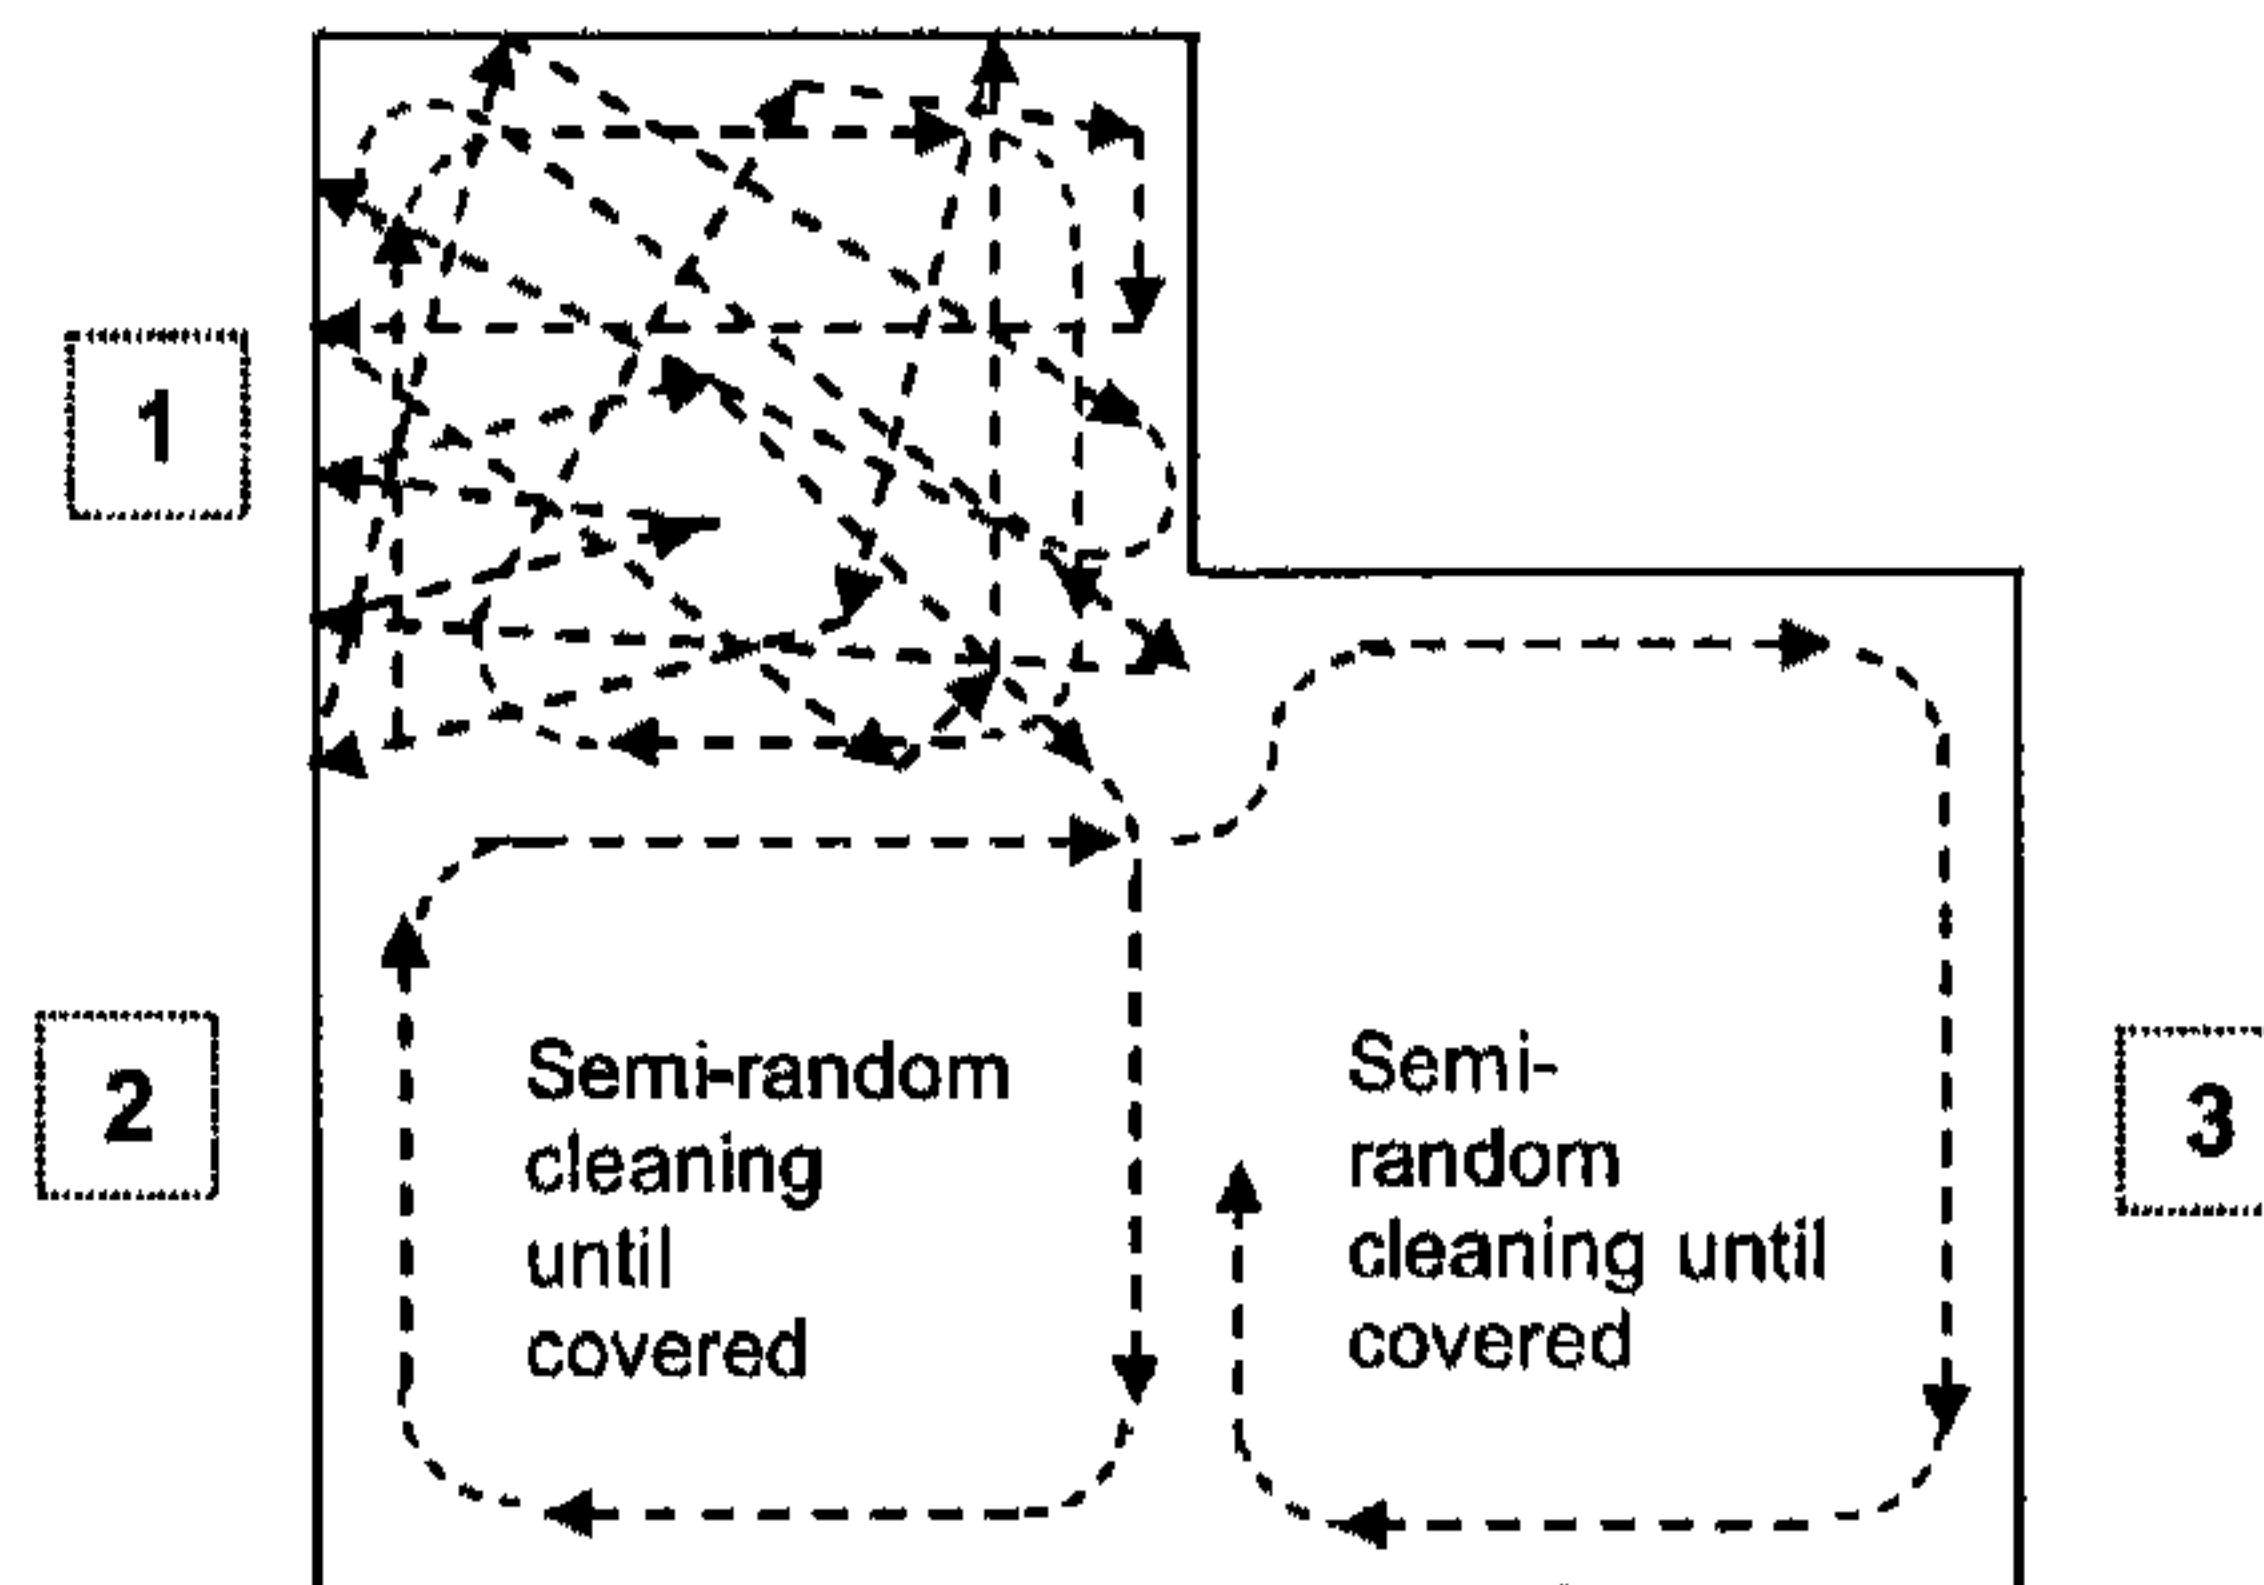 1
2
Semi-random
cleaning
until
covered
Semi-
random
cleaning until
covered
3